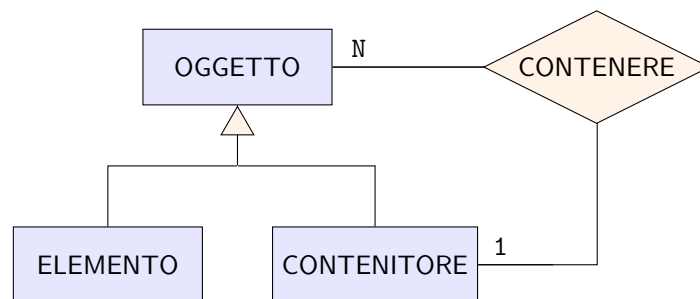 OGGETTO
N
CONTENERE
ELEMENTO
CONTENITORE
1